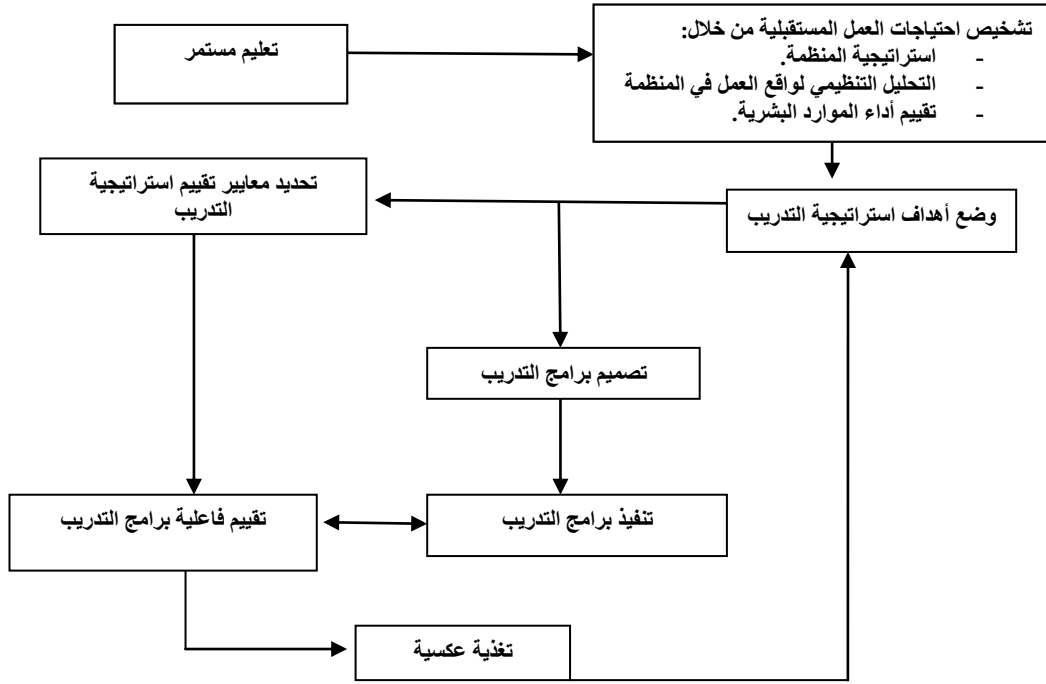 تشخيص احتياجات العمل المستقبلية من خلال:
- استراتيجية المنظمة.
- التحليل التنظيمي لواقع العمل في المنظمة
- تقييم أداء الموارد البشرية.
تعليم مستمر
وضع أهداف استراتيجية التدريب
تحديد معايير تقييم استراتيجية
التدريب
تصميم برامج التدريب
تنفيذ برامج التدريب
تقييم فاعلية برامج التدريب
تغذية عكسية